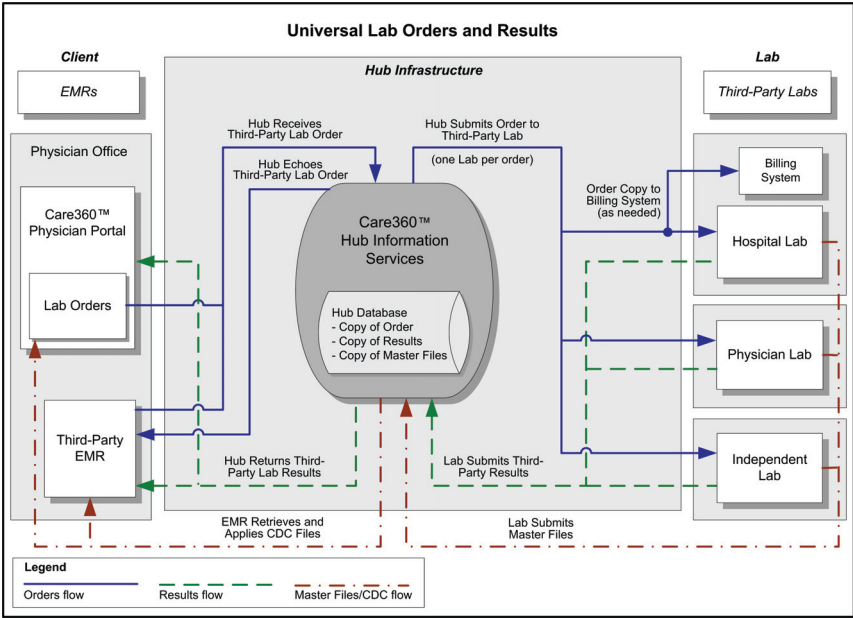 Universal Lab Orders and Results
Client
EMRs
Hub Infrastructure
Lab
Third-Party Labs
Physician Office
Care360™
Physician Portal
Lab Orders
Third-Party
EMR
Hub Receives
Third-Party Lab Order
Hub Echoes
Third-Party Lab Order
Hub Submits Order to
Third-Party Lab
(one Lab per order)
Care360™
Hub Information
Services
Hub Database
- Copy of Order
- Copy of Results
- Copy of Master Files
Order Copy to
Billing System
(as needed)
Billing
System
Hospital Lab
Physician Lab
Independent
Lab
Hub Returns Third-
Party Lab Results
Lab Submits Third-
Party Results
EMR Retrieves and
Applies CDC Files
Lab Submits
Master Files
Legend
Orders flow
Results flow
Master Files/CDC flow